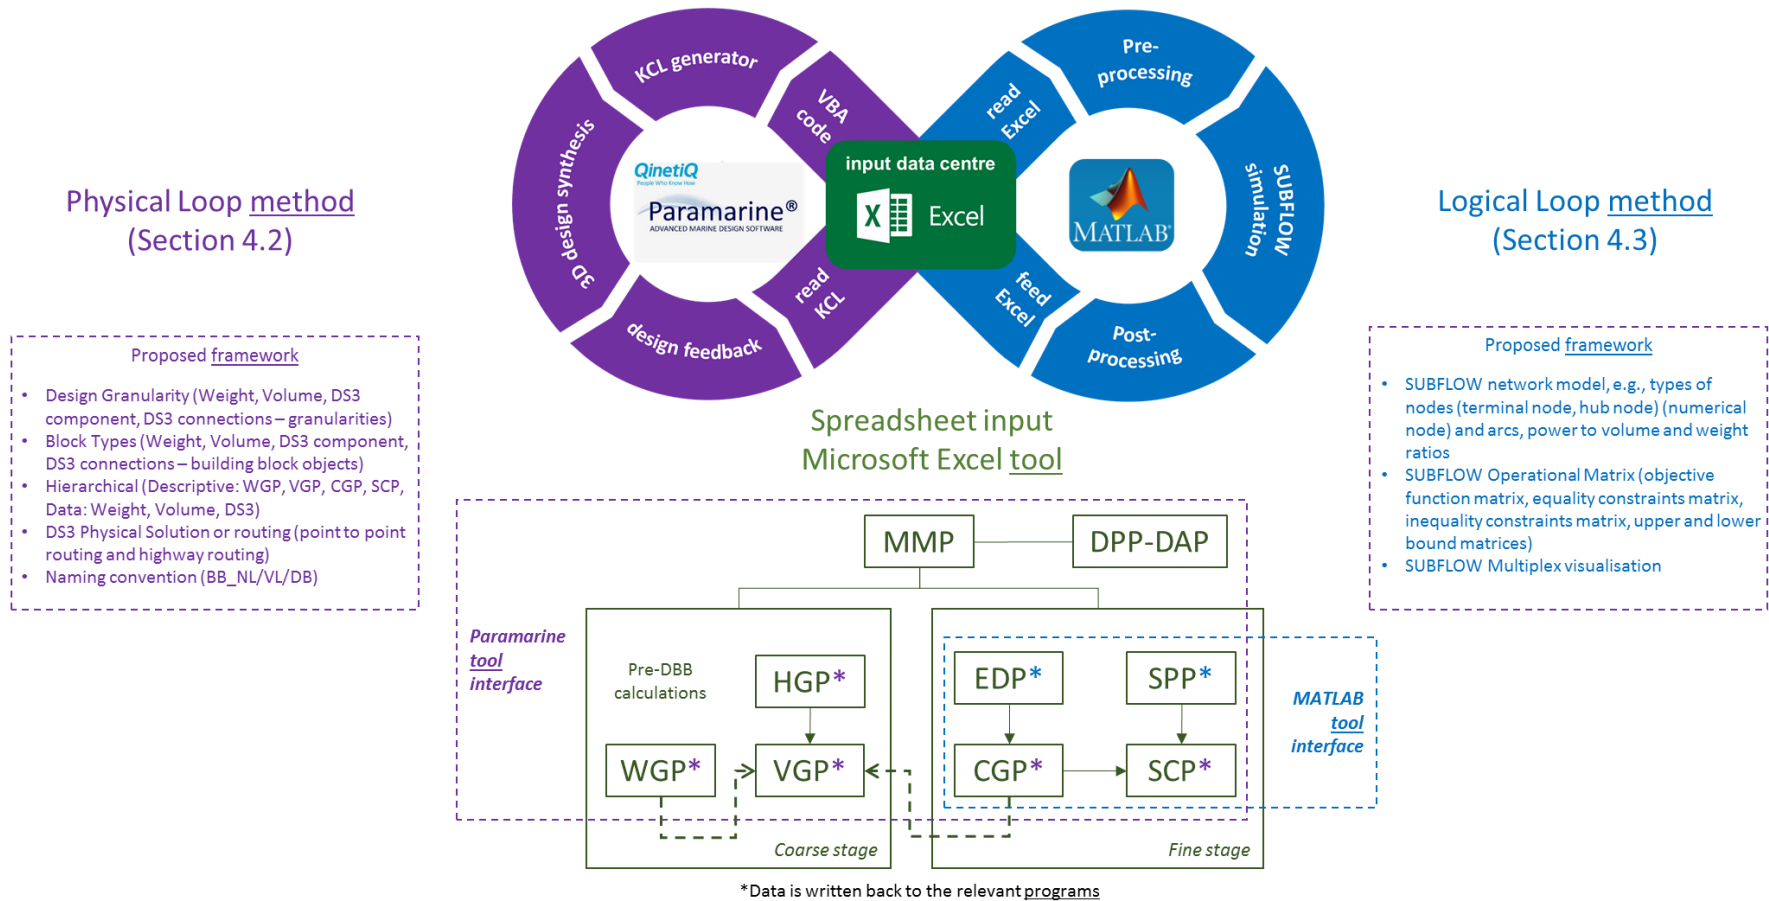 KCL generator
VBA
code
3D design synthesis
design feedback
read
KCL
read
Excel
Pre-
processing
SUBFLOW
simulation
Post-
processing
feed
Excel
QinetiQ
People Who Know How
Paramarine®
ADVANCED MARINE DESIGN SOFTWARE
input data centre
X Excel
MATLAB®
Physical Loop method
(Section 4.2)
Logical Loop method
(Section 4.3)
Proposed framework
• Design Granularity (Weight, Volume, DS3
component, DS3 connections – granularities)
• Block Types (Weight, Volume, DS3 component,
DS3 connections – building block objects)
• Hierarchical (Descriptive: WGP, VGP, CGP, SCP,
Data: Weight, Volume, DS3)
• DS3 Physical Solution or routing (point to point
routing and highway routing)
• Naming convention (BB_NL/VL/DB)
Proposed framework
• SUBFLOW network model, e.g., types of
nodes (terminal node, hub node) (numerical
node) and arcs, power to volume and weight
ratios
• SUBFLOW Operational Matrix (objective
function matrix, equality constraints matrix,
inequality constraints matrix, upper and lower
bound matrices)
• SUBFLOW Multiplex visualisation
Spreadsheet input
Microsoft Excel tool
MMP
DPP-DAP
Paramarine
tool
interface
Pre-DBB
calculations
HGP*
WGP*
VGP*
Coarse stage
EDP*
SPP*
CGP*
SCP*
Fine stage
MATLAB
tool
interface
*Data is written back to the relevant programs